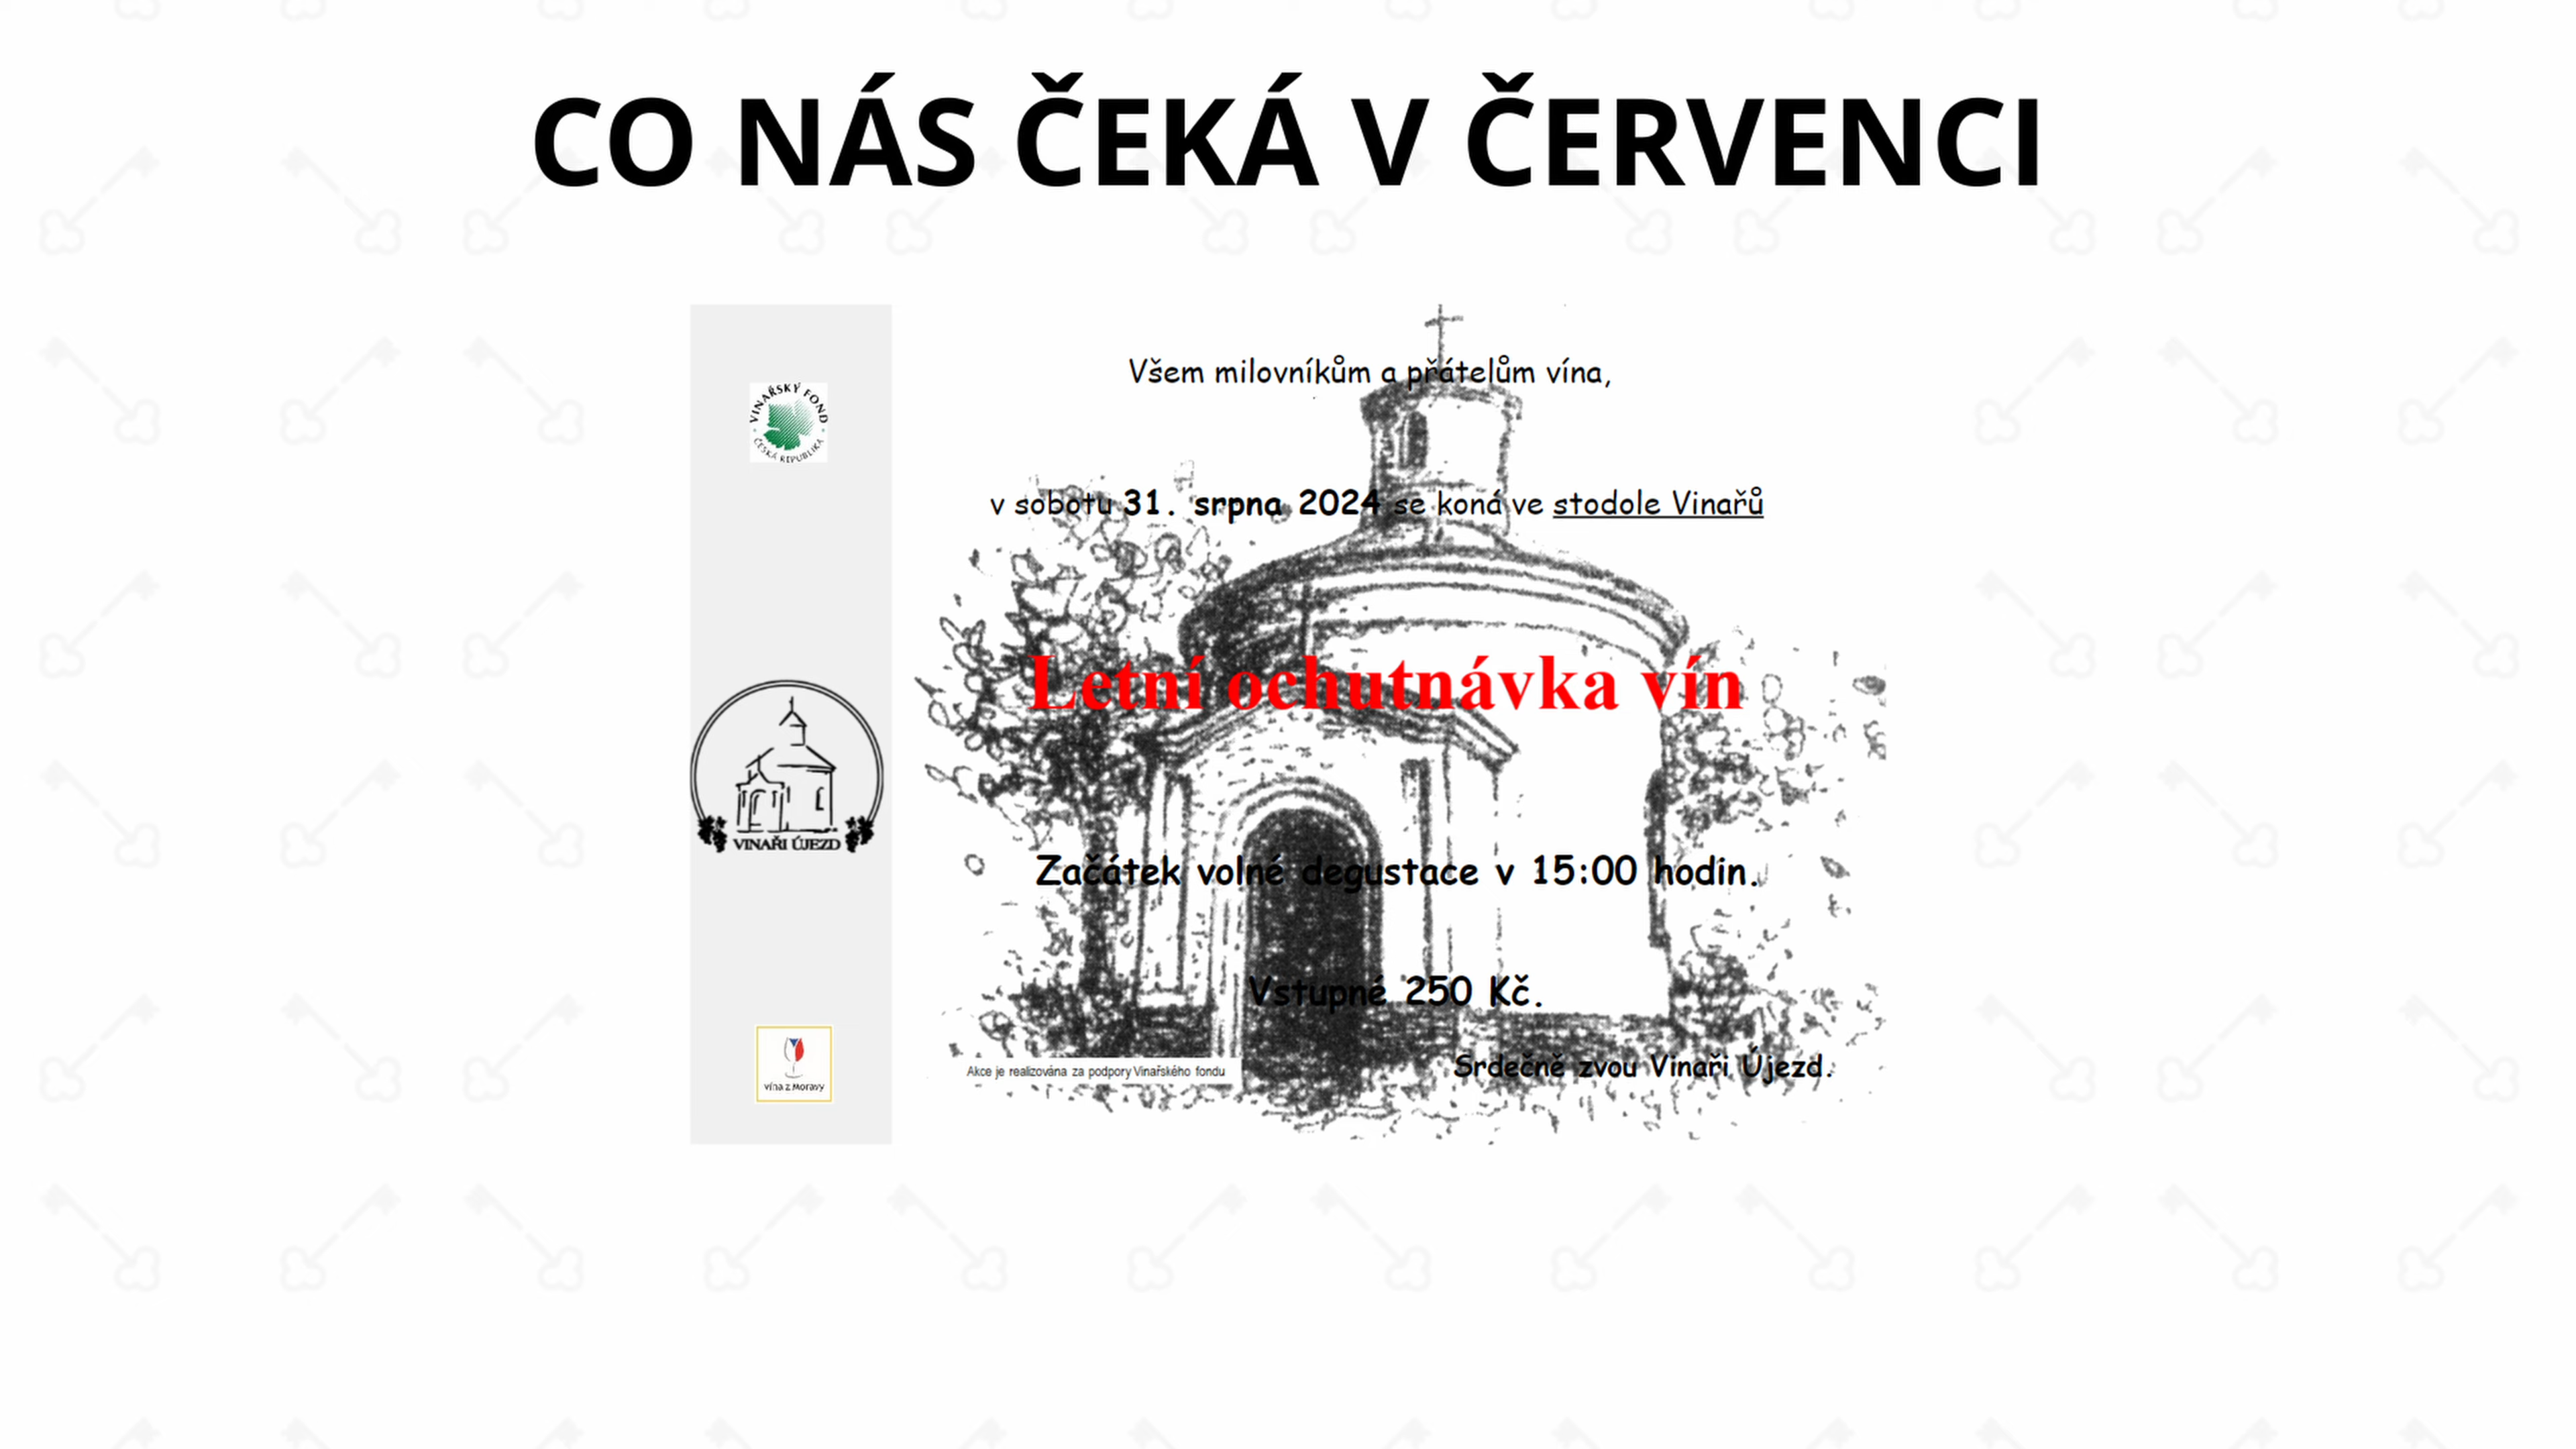 CO NÁS ČEKÁ V ČERVENCI
VINAŘSKÝ FOND
ČESKÁ REPUBLIKA
VINAŘI ÚJEZD
vína z Moravy
Všem milovníkům a přátelům vína,
v sobotu 31. srpna 2024 se koná ve stodole Vinařů
Letní ochutnávka vín
Začátek volné degustace v 15:00 hodin.
Vstupné 250 Kč.
Akce je realizována za podpory Vinařského fondu
Srdečně zvou Vinaři Újezd.